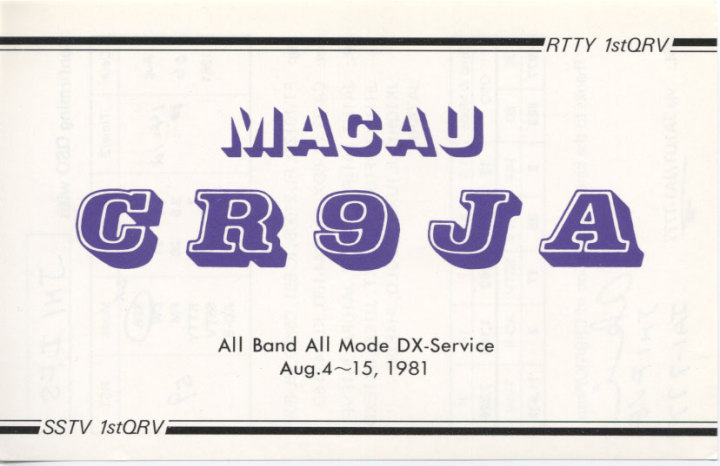 RTTY 1stQRV
MACAU
CR9JA
All Band All Mode DX-Service
Aug.4~15, 1981
SSTV 1stQRV